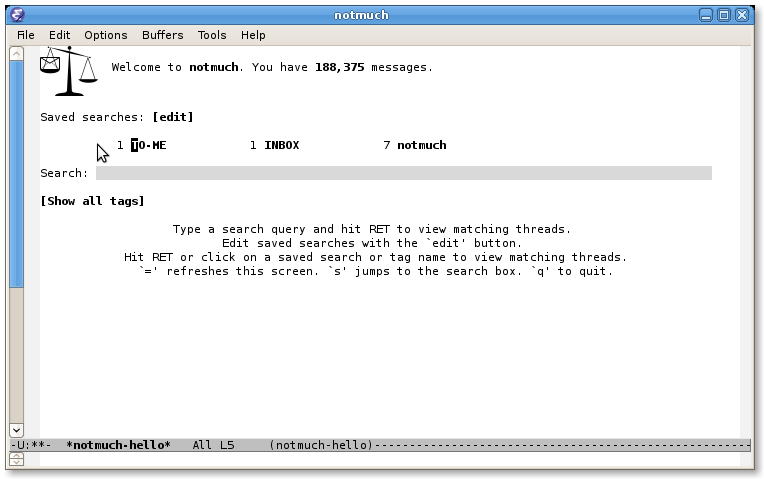 notmuch
File Edit Options Buffers Tools Help
Welcome to notmuch. You have 188,375 messages.
Saved searches: [edit]
1 TO-ME 1 INBOX 7 notmuch
Search:
[Show all tags]
Type a search query and hit RET to view matching threads.
Edit saved searches with the `edit' button.
Hit RET or click on a saved search or tag name to view matching threads.
`=' refreshes this screen. `s' jumps to the search box. `q' to quit.
-U:**- *notmuch-hello* All L5 (notmuch-hello)-----------------------------------------------------